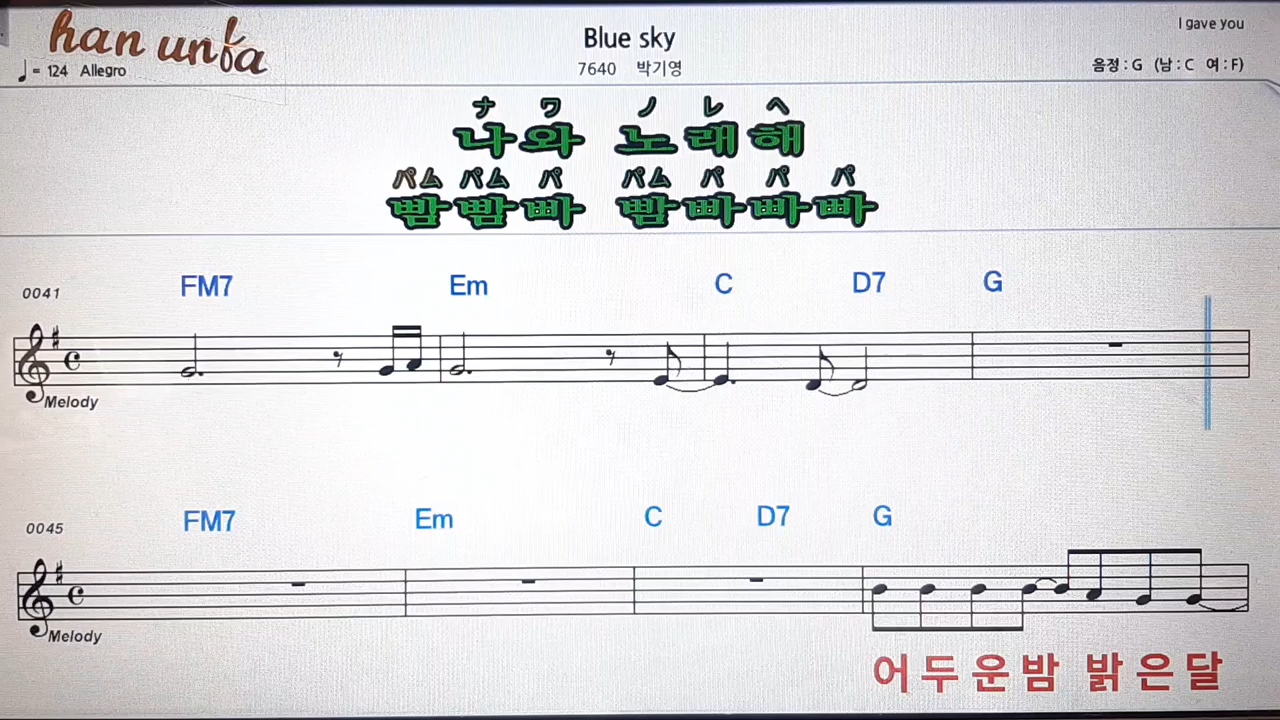 han un fa
Blue sky
I gave you
♩= 124 Allegro
7640 박기영
음정 : G (남 : C 여 : F)
ナ ワ ノ レ ヘ
나와 노래해
パム パム パ パム パ パ パ
빰빰빠 빰빠빠빠
0041 FM7 Em C D7 G
Melody
0045 FM7 Em C D7 G
Melody
어두운밤 밝은달